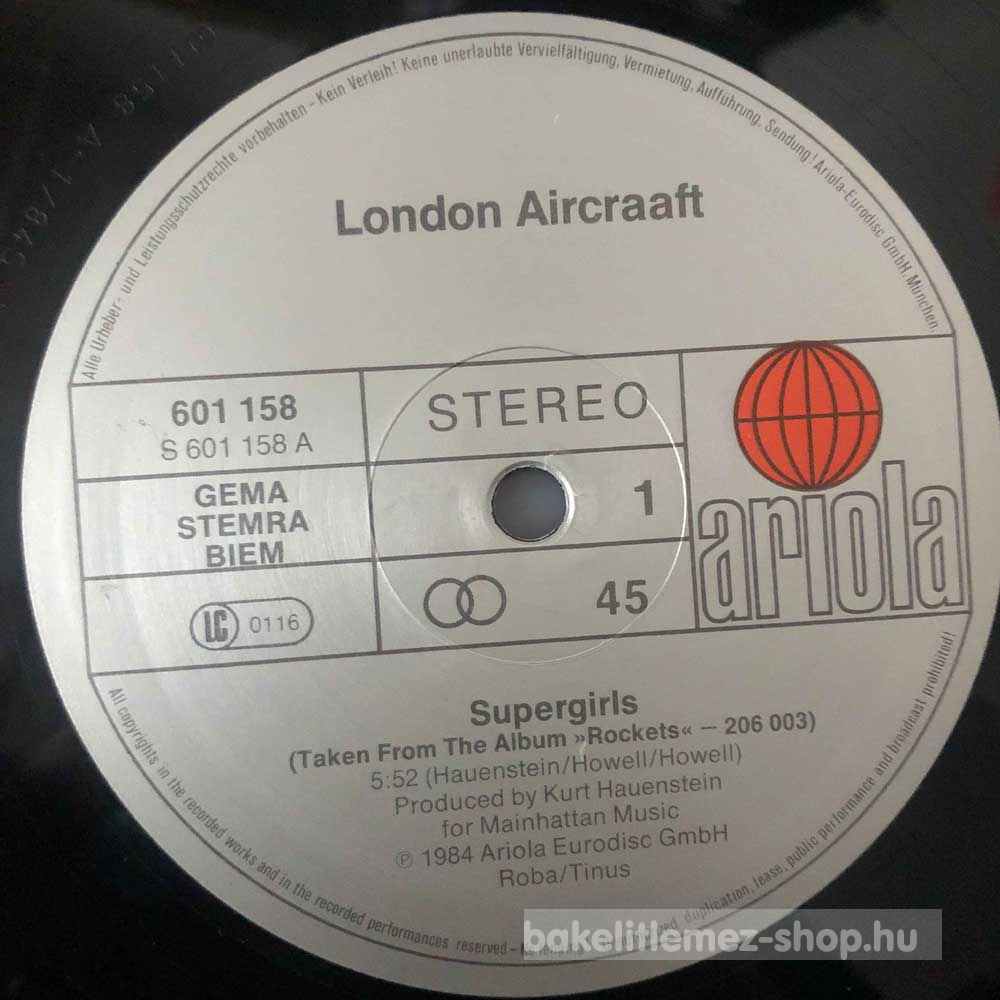 Alle Urheber- und Leistungsschutzrechte vorbehalten - Kein Verleih! Keine unerlaubte Vervielfältigung, Vermietung, Aufführung, Sendung! Ariola-Eurodisc GmbH, München.
London Aircraaft
601 158
S 601 158 A
STEREO
GEMA
STEMRA
BIEM
1
LC 0116
45
ariola
Supergirls
(Taken From The Album »Rockets« – 206 003)
5:52 (Hauenstein/Howell/Howell)
Produced by Kurt Hauenstein
for Mainhattan Music
℗ 1984 Ariola Eurodisc GmbH
Roba/Tinus
All copyrights in the recorded works and in the recorded performances reserved - duplication, lease, public performance and broadcast prohibited!
bakelitlemez-shop.hu